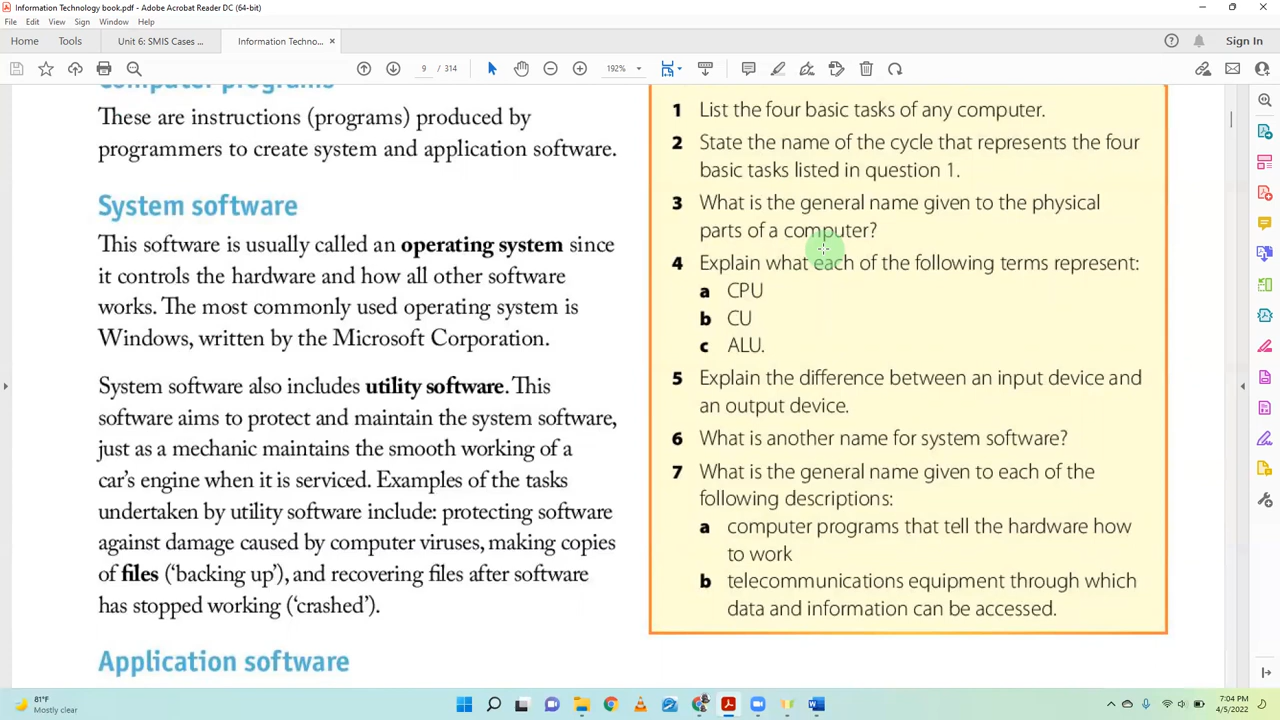 Information Technology book.pdf - Adobe Acrobat Reader DC (64-bit)
File Edit View Sign Window Help
Home Tools Unit 6: SMIS Cases ... Information Techno... × Sign In
9 / 314 192%
Computer programs
These are instructions (programs) produced by
programmers to create system and application software.
System software
This software is usually called an operating system since
it controls the hardware and how all other software
works. The most commonly used operating system is
Windows, written by the Microsoft Corporation.
System software also includes utility software. This
software aims to protect and maintain the system software,
just as a mechanic maintains the smooth working of a
car's engine when it is serviced. Examples of the tasks
undertaken by utility software include: protecting software
against damage caused by computer viruses, making copies
of files ('backing up'), and recovering files after software
has stopped working ('crashed').
Application software
1 List the four basic tasks of any computer.
2 State the name of the cycle that represents the four
basic tasks listed in question 1.
3 What is the general name given to the physical
parts of a computer?
4 Explain what each of the following terms represent:
a CPU
b CU
c ALU.
5 Explain the difference between an input device and
an output device.
6 What is another name for system software?
7 What is the general name given to each of the
following descriptions:
a computer programs that tell the hardware how
to work
b telecommunications equipment through which
data and information can be accessed.
81°F
Mostly clear
7:04 PM
4/5/2022